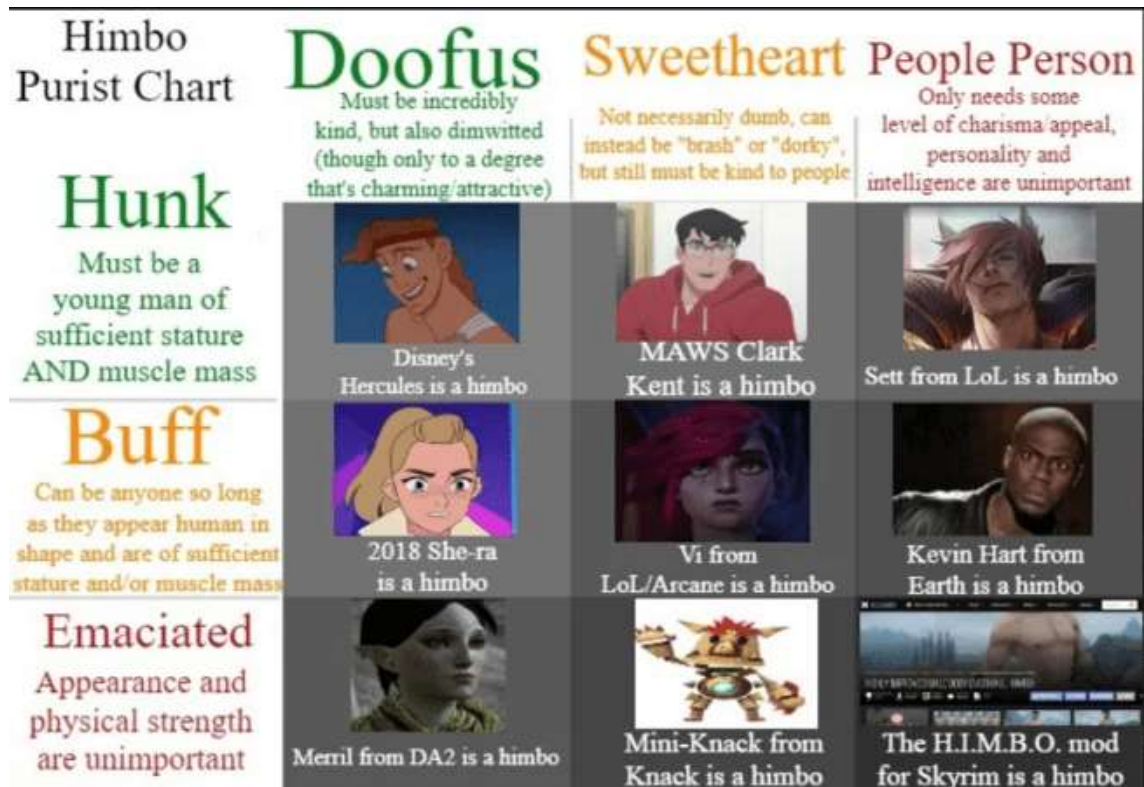 Himbo
Purist Chart
Doofus
Must be incredibly
kind, but also dimwitted
(though only to a degree
that's charming/attractive)
Sweetheart
Not necessarily dumb, can
instead be "brash" or "dorky",
but still must be kind to people
People Person
Only needs some
level of charisma/appeal,
personality and
intelligence are unimportant
Hunk
Must be a
young man of
sufficient stature
AND muscle mass
Disney's
Hercules is a himbo
MAWS Clark
Kent is a himbo
Sett from LoL is a himbo
Buff
Can be anyone so long
as they appear human in
shape and are of sufficient
stature and/or muscle mass
2018 She-ra
is a himbo
Vi from
LoL/Arcane is a himbo
Kevin Hart from
Earth is a himbo
Emaciated
Appearance and
physical strength
are unimportant
Merril from DA2 is a himbo
Mini-Knack from
Knack is a himbo
The H.I.M.B.O. mod
for Skyrim is a himbo